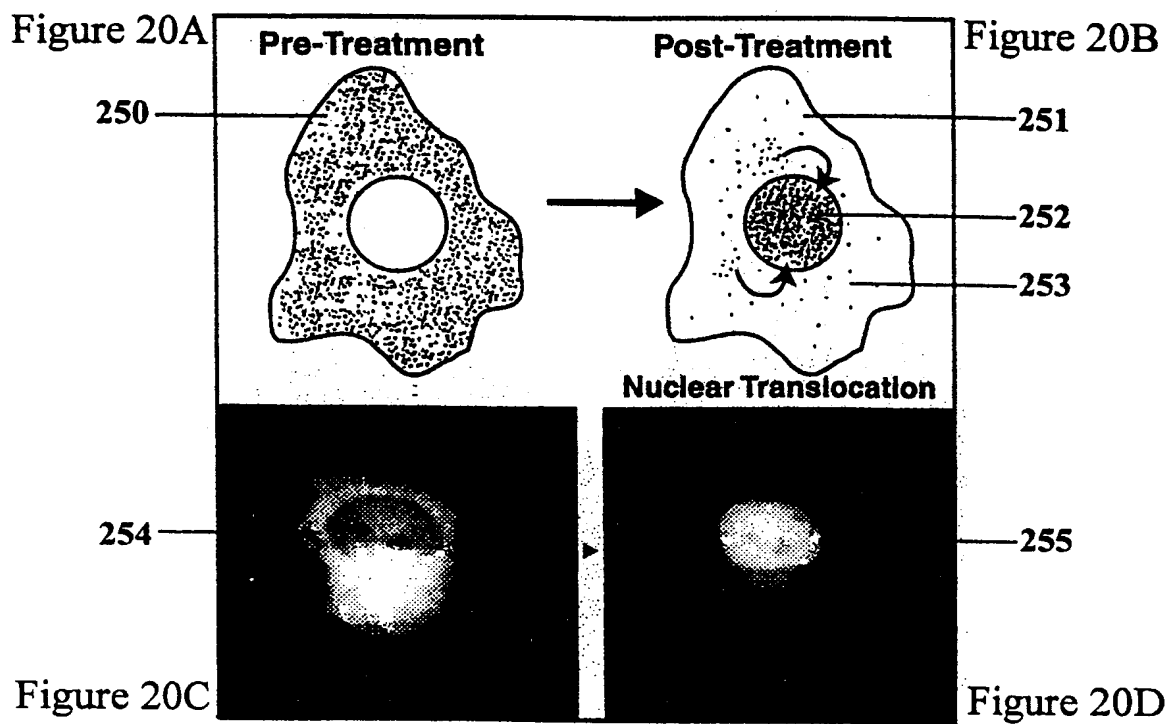 Figure 20A
Pre-Treatment
Post-Treatment
Figure 20B
250
251
252
253
Nuclear Translocation
254
255
Figure 20C
Figure 20D